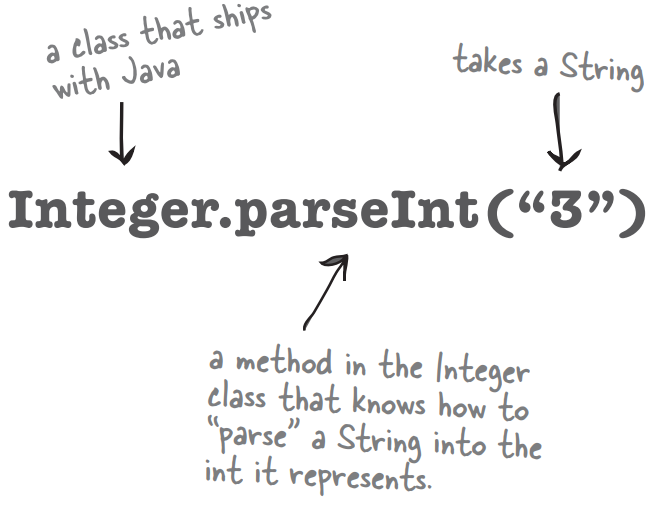 a class that ships
with Java
takes a String
Integer.parseInt(“3”)
a method in the Integer
class that knows how to
“parse” a String into the
int it represents.